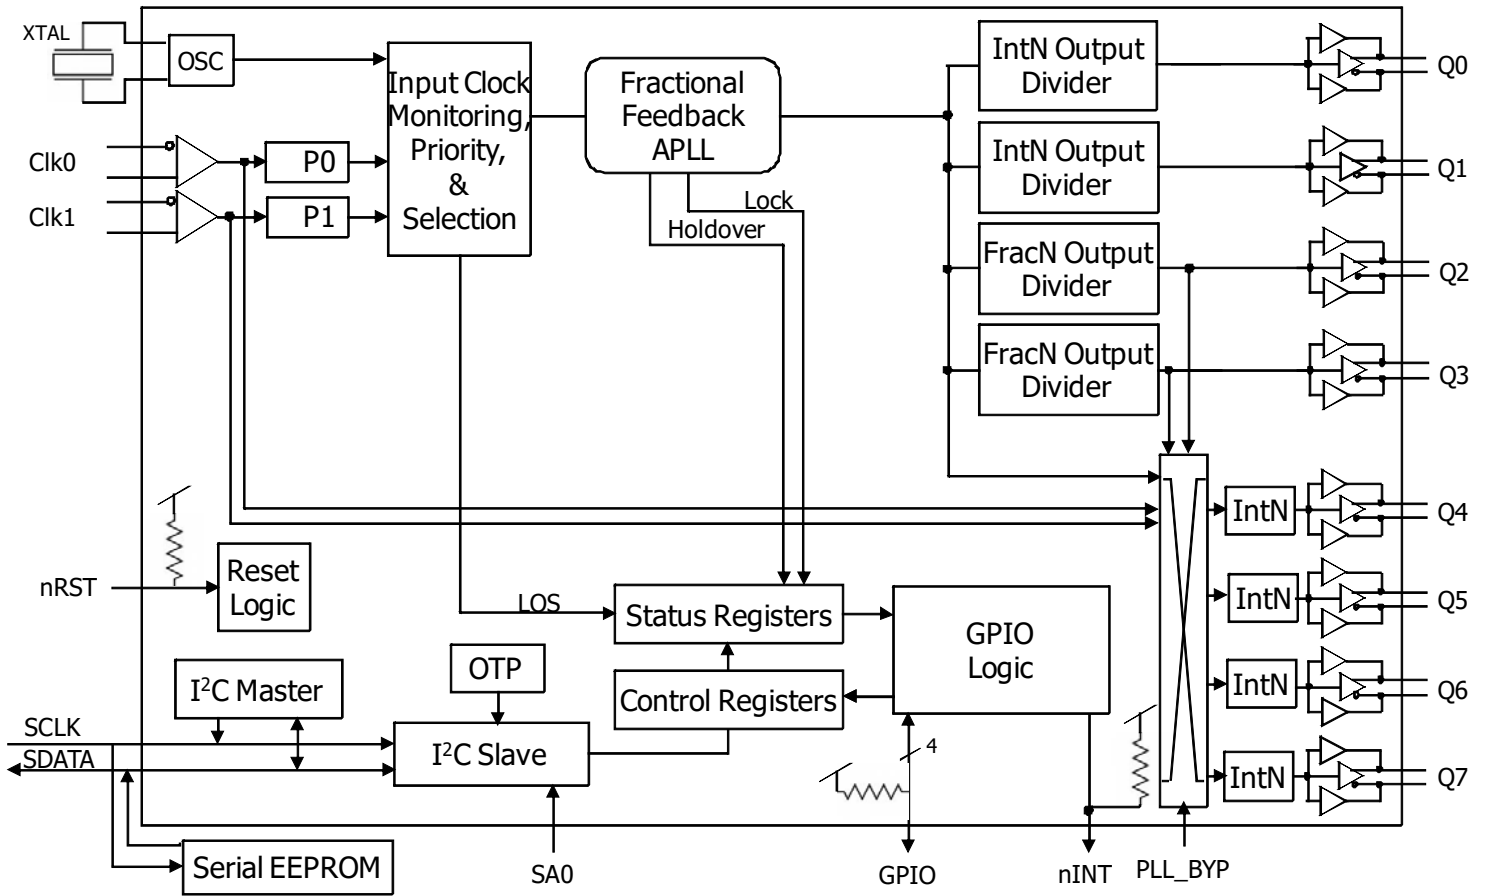 XTAL
OSC
Input Clock
Monitoring,
Priority,
&
Selection
Fractional
Feedback
APLL
IntN Output
Divider
Q0
Clk0
P0
IntN Output
Divider
Q1
Clk1
P1
Lock
Holdover
FracN Output
Divider
Q2
FracN Output
Divider
Q3
IntN
Q4
nRST
Reset
Logic
LOS
Status Registers
GPIO
Logic
IntN
Q5
OTP
I²C Master
Control Registers
IntN
Q6
SCLK
SDATA
I²C Slave
4
IntN
Q7
Serial EEPROM
SA0
GPIO
nINT
PLL_BYP